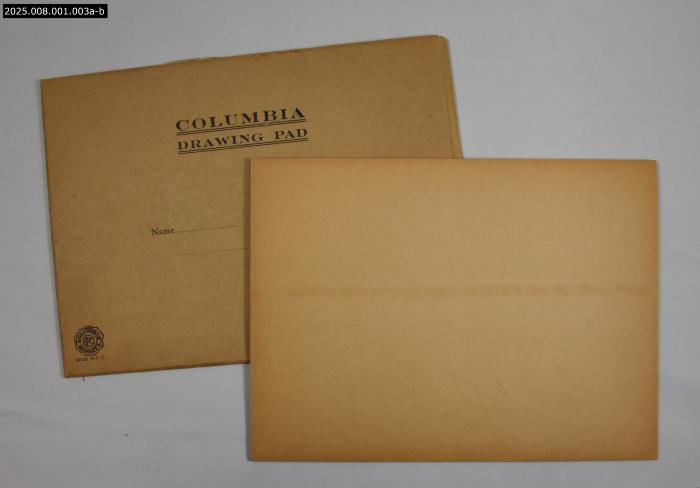 2025.008.001.003a-b
COLUMBIA
DRAWING PAD
Name